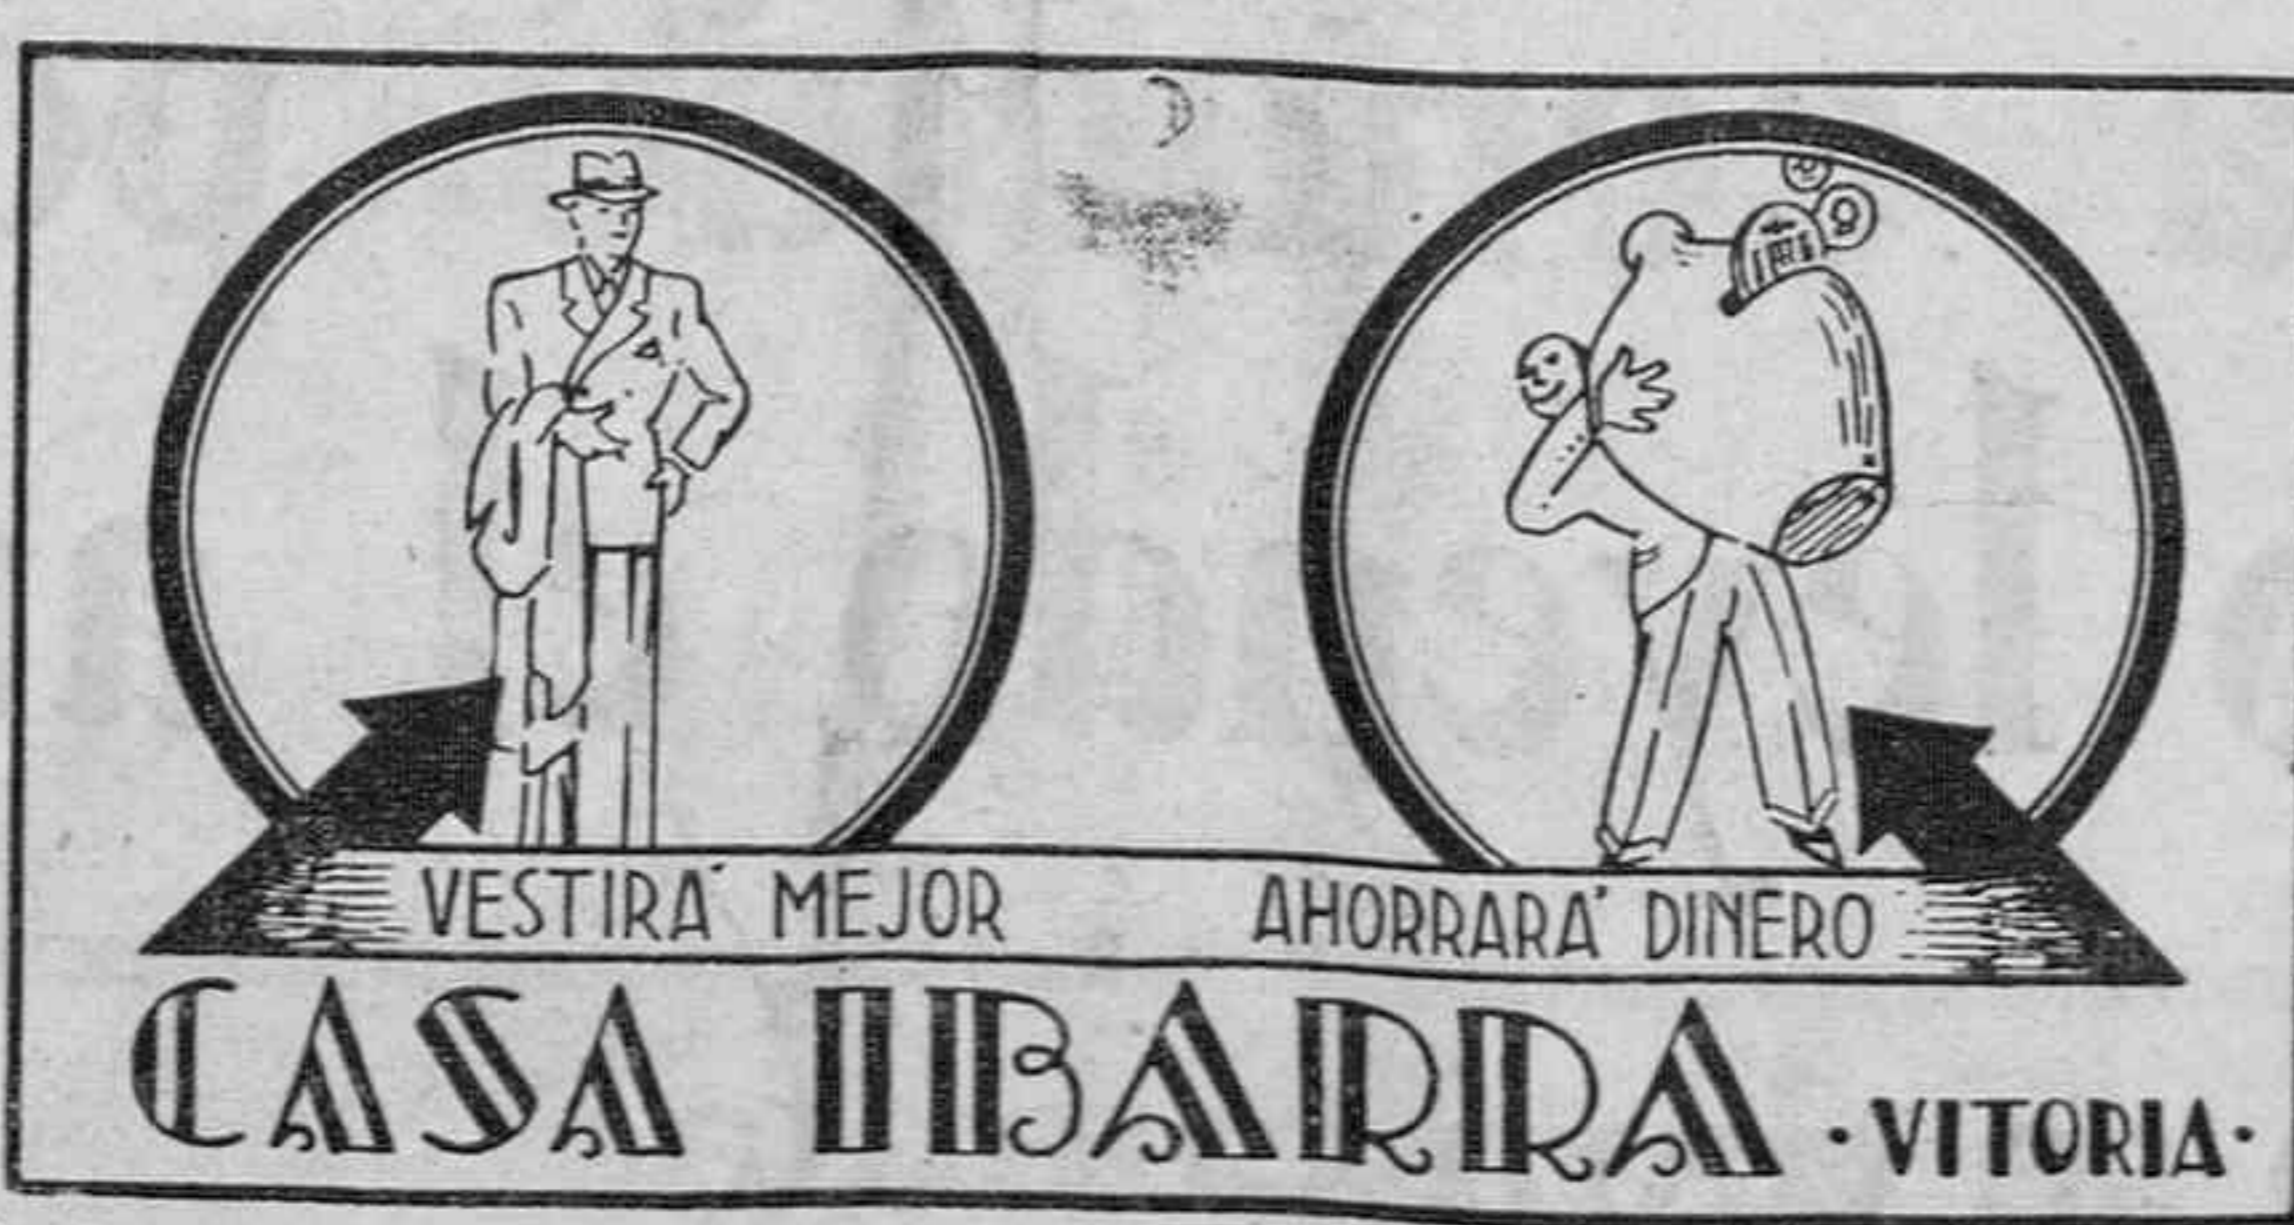 VESTIRÁ MEJOR AHORRARÁ DINERO
CASA IBARRA · VITORIA ·